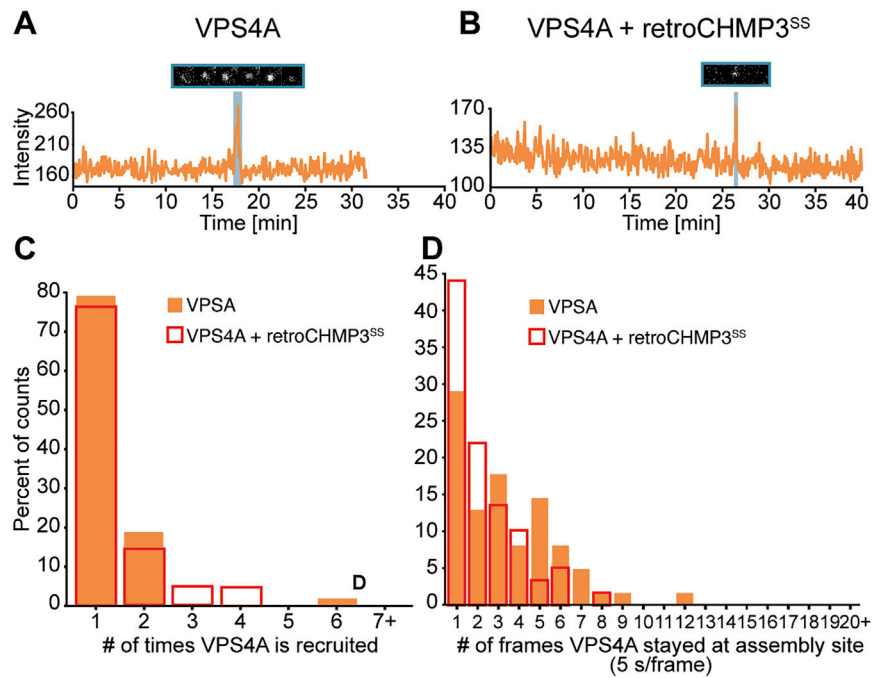 A
VPS4A
Intensity
260
210
160
0 5 10 15 20 25 30 35 40
Time [min]
B
VPS4A + retroCHMP3SS
170
135
100
0 5 10 15 20 25 30 35 40
Time [min]
C
Percent of counts
80
70
60
50
40
30
20
10
0
VPSA
VPS4A + retroCHMP3SS
D
1 2 3 4 5 6 7+
# of times VPS4A is recruited
D
45
40
35
30
25
20
15
10
5
0
VPSA
VPS4A + retroCHMP3SS
1 2 3 4 5 6 7 8 9 10 11 12 13 14 15 16 17 18 19 20+
# of frames VPS4A stayed at assembly site
(5 s/frame)